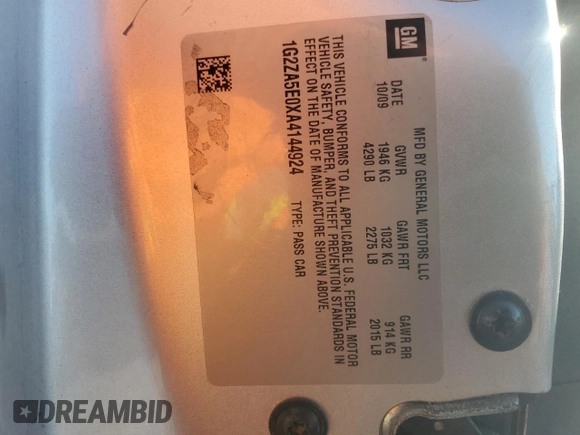 GM
MFD BY GENERAL MOTORS LLC
DATE GVWR GAWR FRT GAWR RR
10/09 1946 KG 1032 KG 914 KG
4290 LB 2275 LB 2015 LB
THIS VEHICLE CONFORMS TO ALL APPLICABLE U.S. FEDERAL MOTOR
VEHICLE SAFETY, BUMPER, AND THEFT PREVENTION STANDARDS IN
EFFECT ON THE DATE OF MANUFACTURE SHOWN ABOVE.
1G2ZA5E0XA4144924 TYPE: PASS CAR
DREAMBID